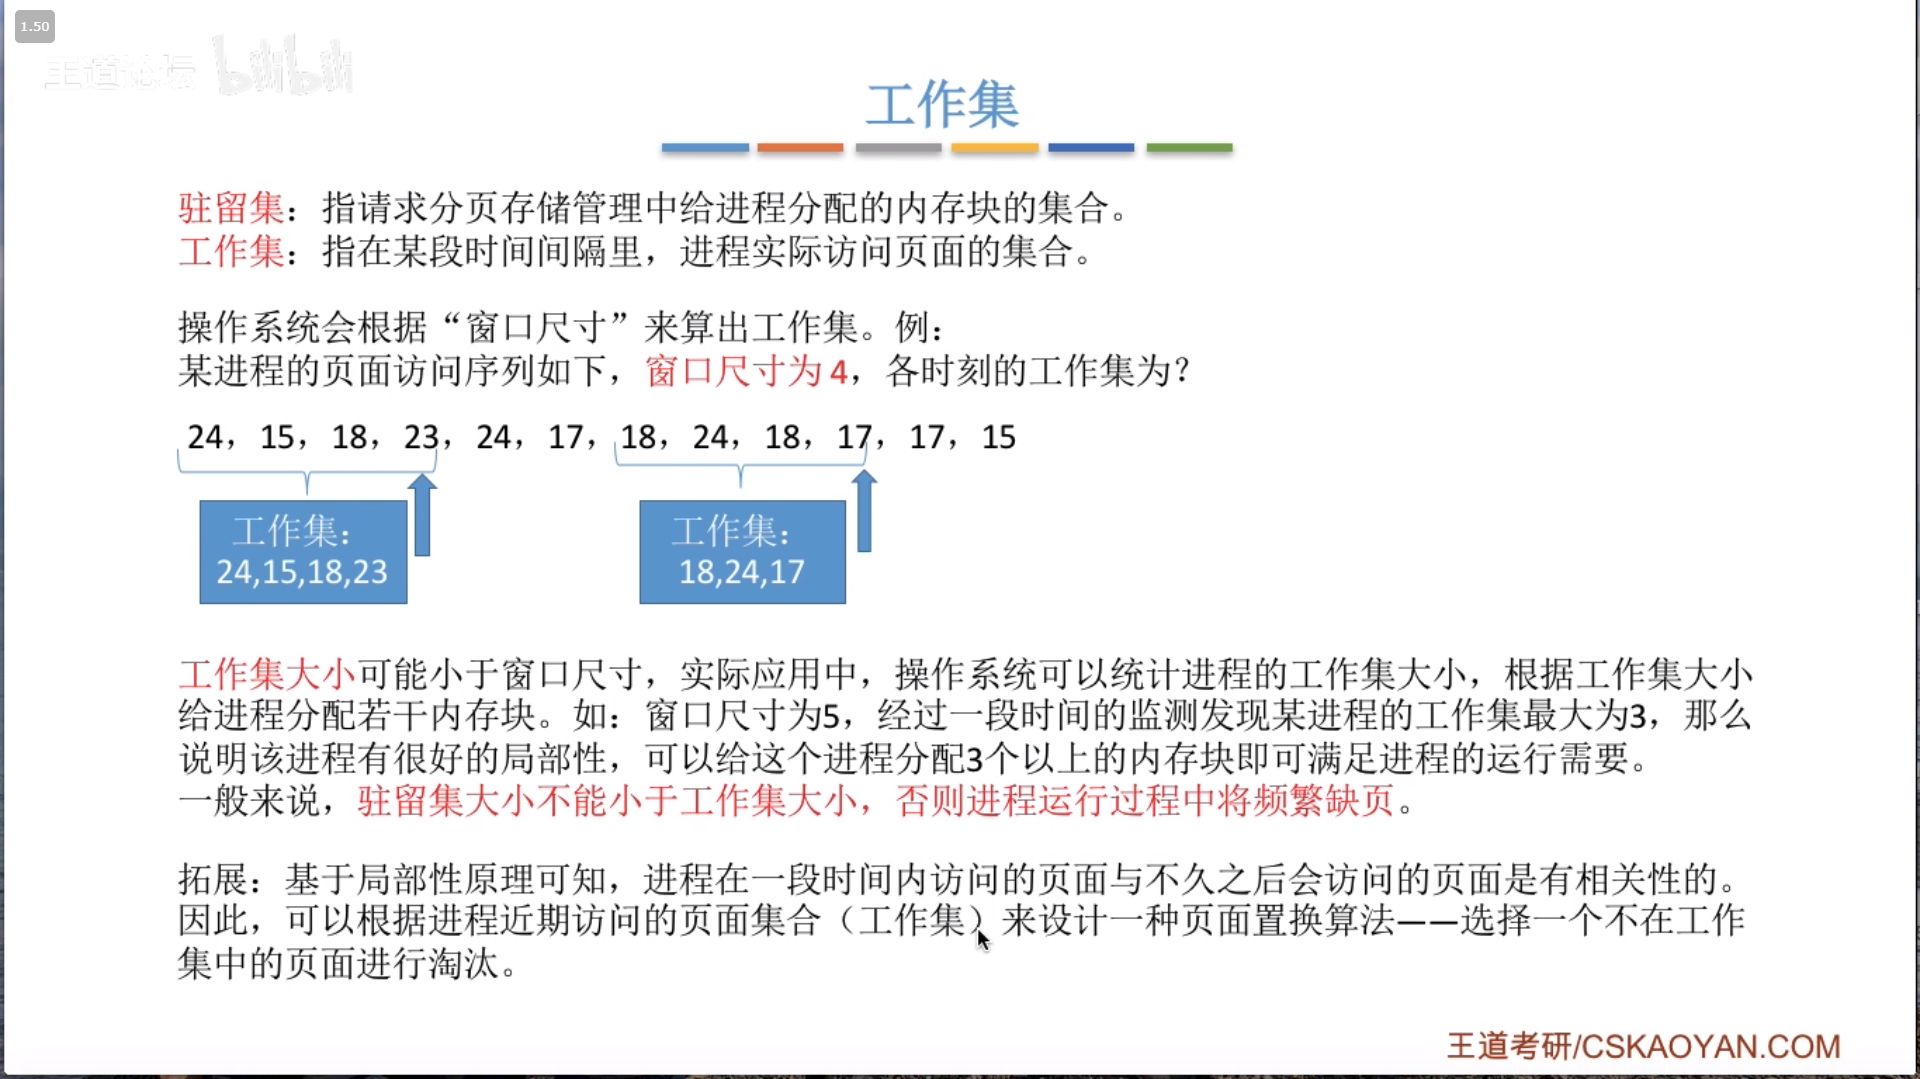 1.50
王道论坛 bilibili
工作集
驻留集：指请求分页存储管理中给进程分配的内存块的集合。
工作集：指在某段时间间隔里，进程实际访问页面的集合。
操作系统会根据“窗口尺寸”来算出工作集。例：
某进程的页面访问序列如下，窗口尺寸为 4，各时刻的工作集为？
24，15，18，23，24，17，18，24，18，17，17，15
工作集：
24,15,18,23
工作集：
18,24,17
工作集大小可能小于窗口尺寸，实际应用中，操作系统可以统计进程的工作集大小，根据工作集大小
给进程分配若干内存块。如：窗口尺寸为5，经过一段时间的监测发现某进程的工作集最大为3，那么
说明该进程有很好的局部性，可以给这个进程分配3个以上的内存块即可满足进程的运行需要。
一般来说，驻留集大小不能小于工作集大小，否则进程运行过程中将频繁缺页。
拓展：基于局部性原理可知，进程在一段时间内访问的页面与不久之后会访问的页面是有相关性的。
因此，可以根据进程近期访问的页面集合（工作集）来设计一种页面置换算法——选择一个不在工作
集中的页面进行淘汰。
王道考研/CSKAOYAN.COM